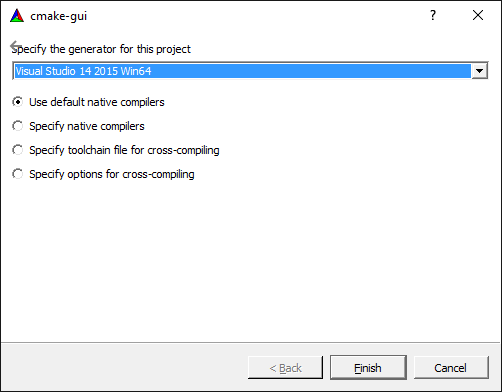 cmake-gui
?
Specify the generator for this project
Visual Studio 14 2015 Win64
Use default native compilers
Specify native compilers
Specify toolchain file for cross-compiling
Specify options for cross-compiling
< Back
Finish
Cancel